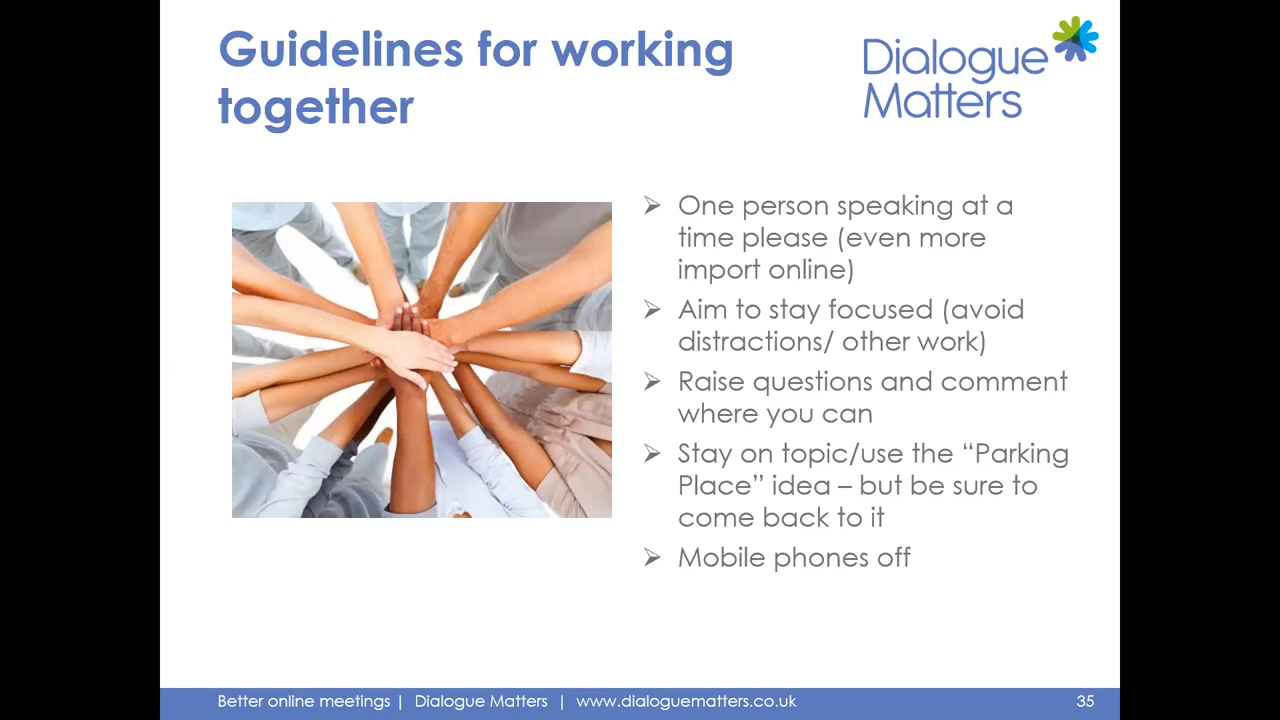 Guidelines for working
together
Dialogue
Matters
➢ One person speaking at a
time please (even more
import online)
➢ Aim to stay focused (avoid
distractions/ other work)
➢ Raise questions and comment
where you can
➢ Stay on topic/use the “Parking
Place” idea – but be sure to
come back to it
➢ Mobile phones off
Better online meetings | Dialogue Matters | www.dialoguematters.co.uk
35